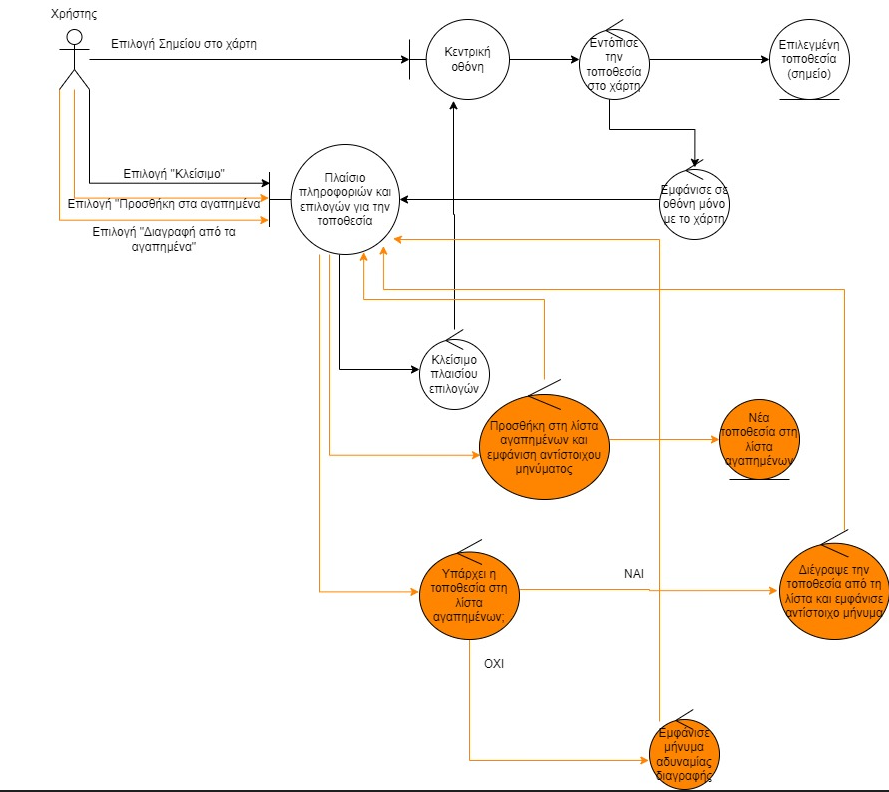 Χρήστης
Επιλογή Σημείου στο χάρτη
Κεντρική
οθόνη
Εντόπισε
την
τοποθεσία
στο χάρτη
Επιλεγμένη
τοποθεσία
(σημείο)
Επιλογή "Κλείσιμο"
Επιλογή "Προσθήκη στα αγαπημένα"
Επιλογή "Διαγραφή από τα
αγαπημένα"
Πλαίσιο
πληροφοριών και
επιλογών για την
τοποθεσία
Εμφάνισε σε
οθόνη μόνο
με το χάρτη
Κλείσιμο
πλαισίου
επιλογών
Προσθήκη στη λίστα
αγαπημένων και
εμφάνιση αντίστοιχου
μηνύματος
Νέα
τοποθεσία στη
λίστα
αγαπημένων
Υπάρχει η
τοποθεσία στη
λίστα
αγαπημένων;
ΝΑΙ
Διέγραψε την
τοποθεσία από τη
λίστα και εμφάνισε
αντίστοιχο μήνυμα
ΟΧΙ
Εμφάνισε
μήνυμα
αδυναμίας
διαγραφής